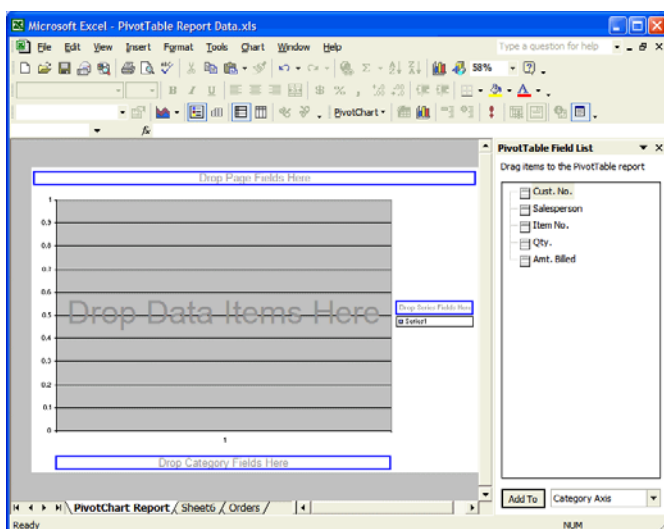 Microsoft Excel - PivotTable Report Data.xls
File Edit View Insert Format Tools Chart Window Help
Type a question for help
58%
PivotChart
fx
PivotTable Field List
Drag items to the PivotTable report
Cust. No.
Salesperson
Item No.
Qty.
Amt. Billed
Drop Page Fields Here
1
0.9
0.8
0.7
0.6
0.5
0.4
0.3
0.2
0.1
0
Drop Data Items Here
Drop Series Fields Here
Series1
1
Drop Category Fields Here
Add To Category Axis
PivotChart Report Sheet6 Orders
Ready NUM